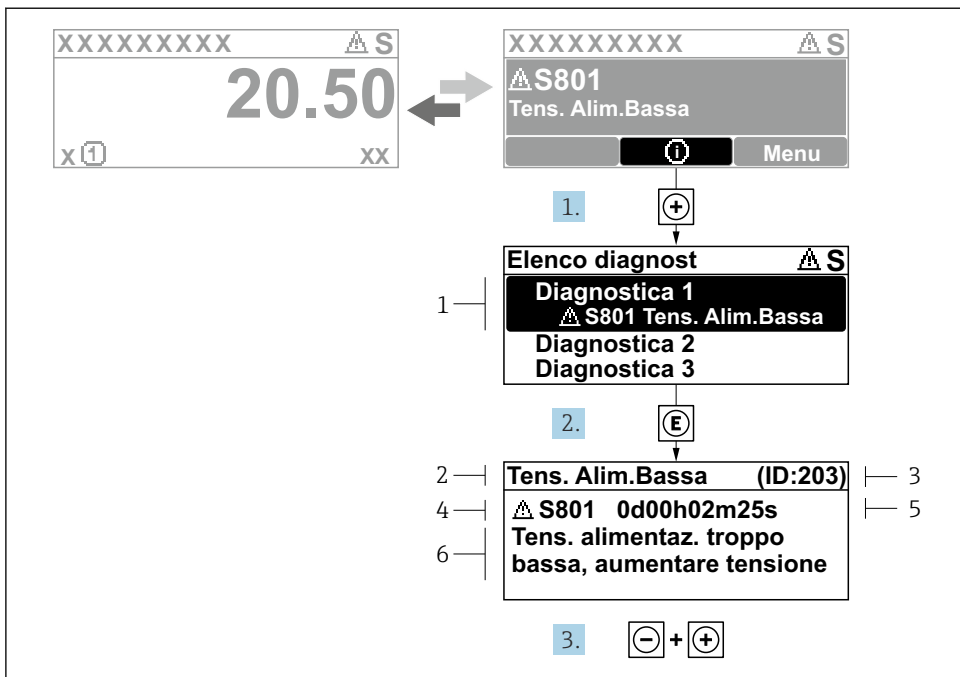 XXXXXXXXX ⚠ S
20.50
x 1 xx
XXXXXXXXX ⚠ S
⚠ S801
Tens. Alim.Bassa
i Menu
1. +
Elenco diagnost ⚠ S
1
Diagnostica 1
⚠ S801 Tens. Alim.Bassa
Diagnostica 2
Diagnostica 3
2. E
2 Tens. Alim.Bassa (ID:203) 3
4 ⚠ S801 0d00h02m25s 5
6
Tens. alimentaz. troppo
bassa, aumentare tensione
3. - + +